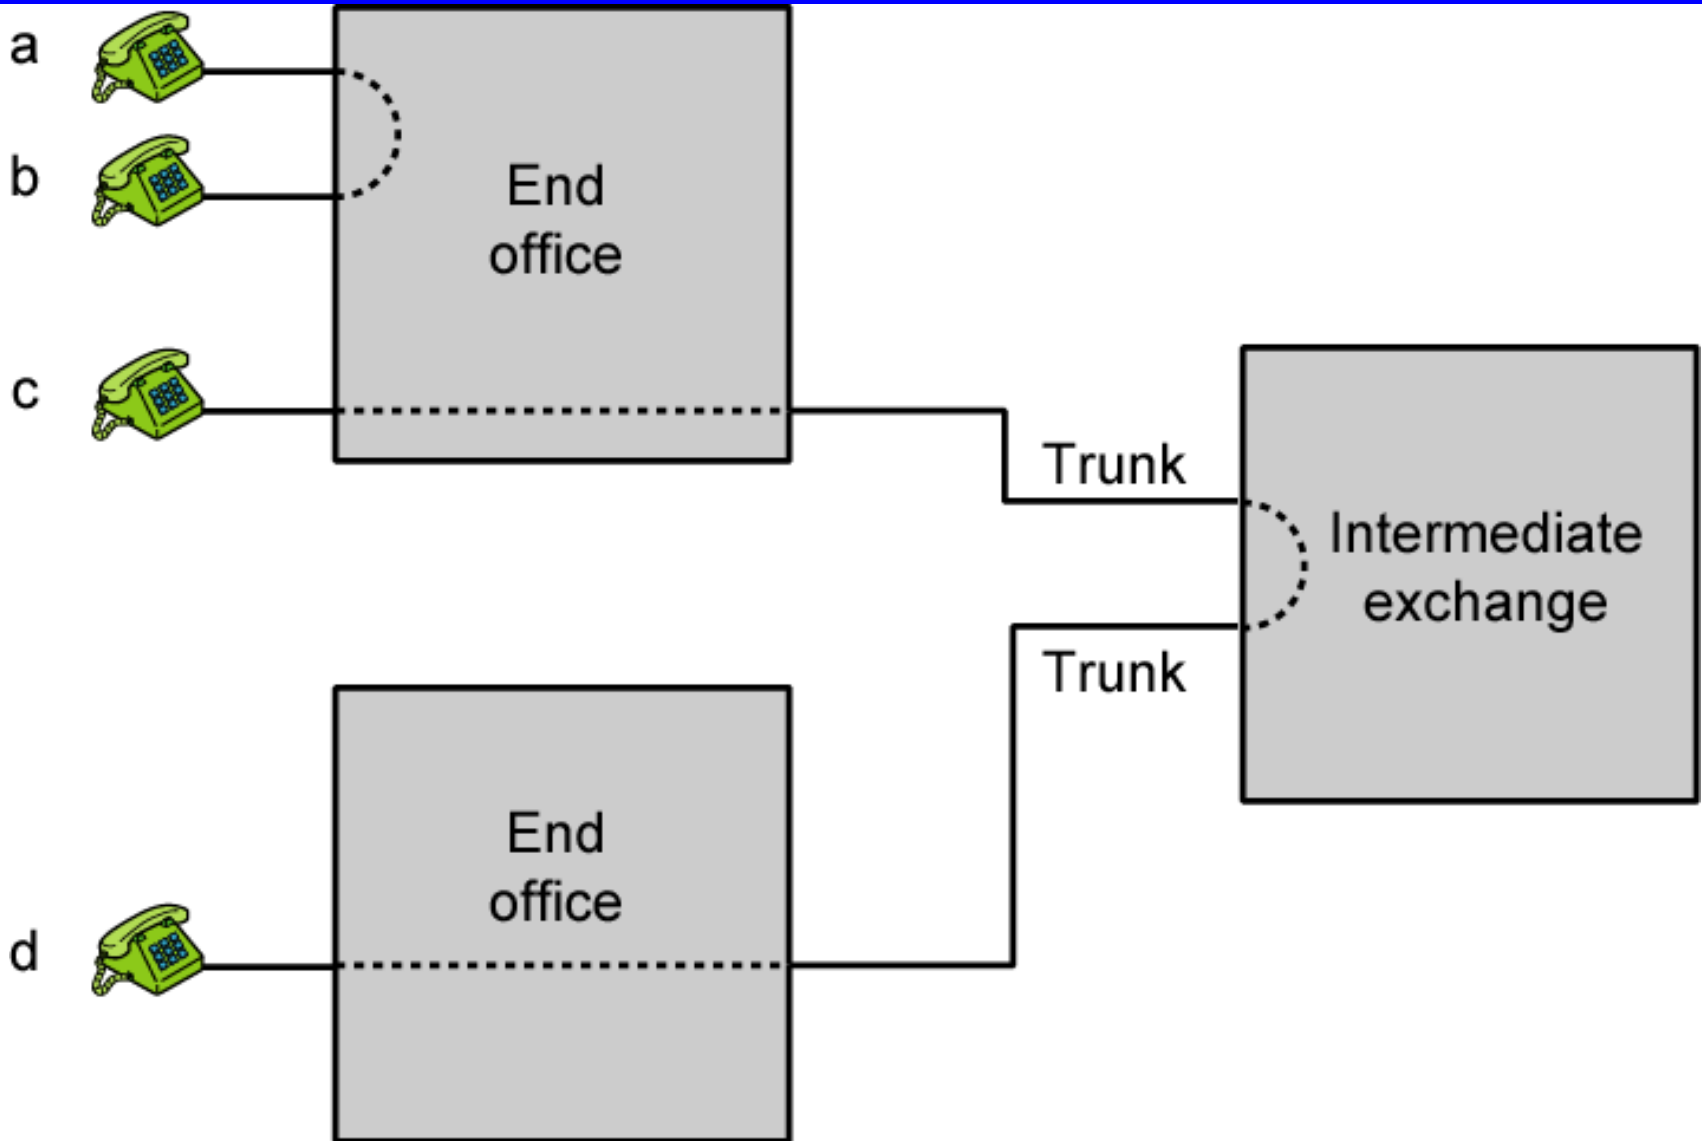 a
b
End
office
c
Trunk
Intermediate
exchange
Trunk
End
office
d